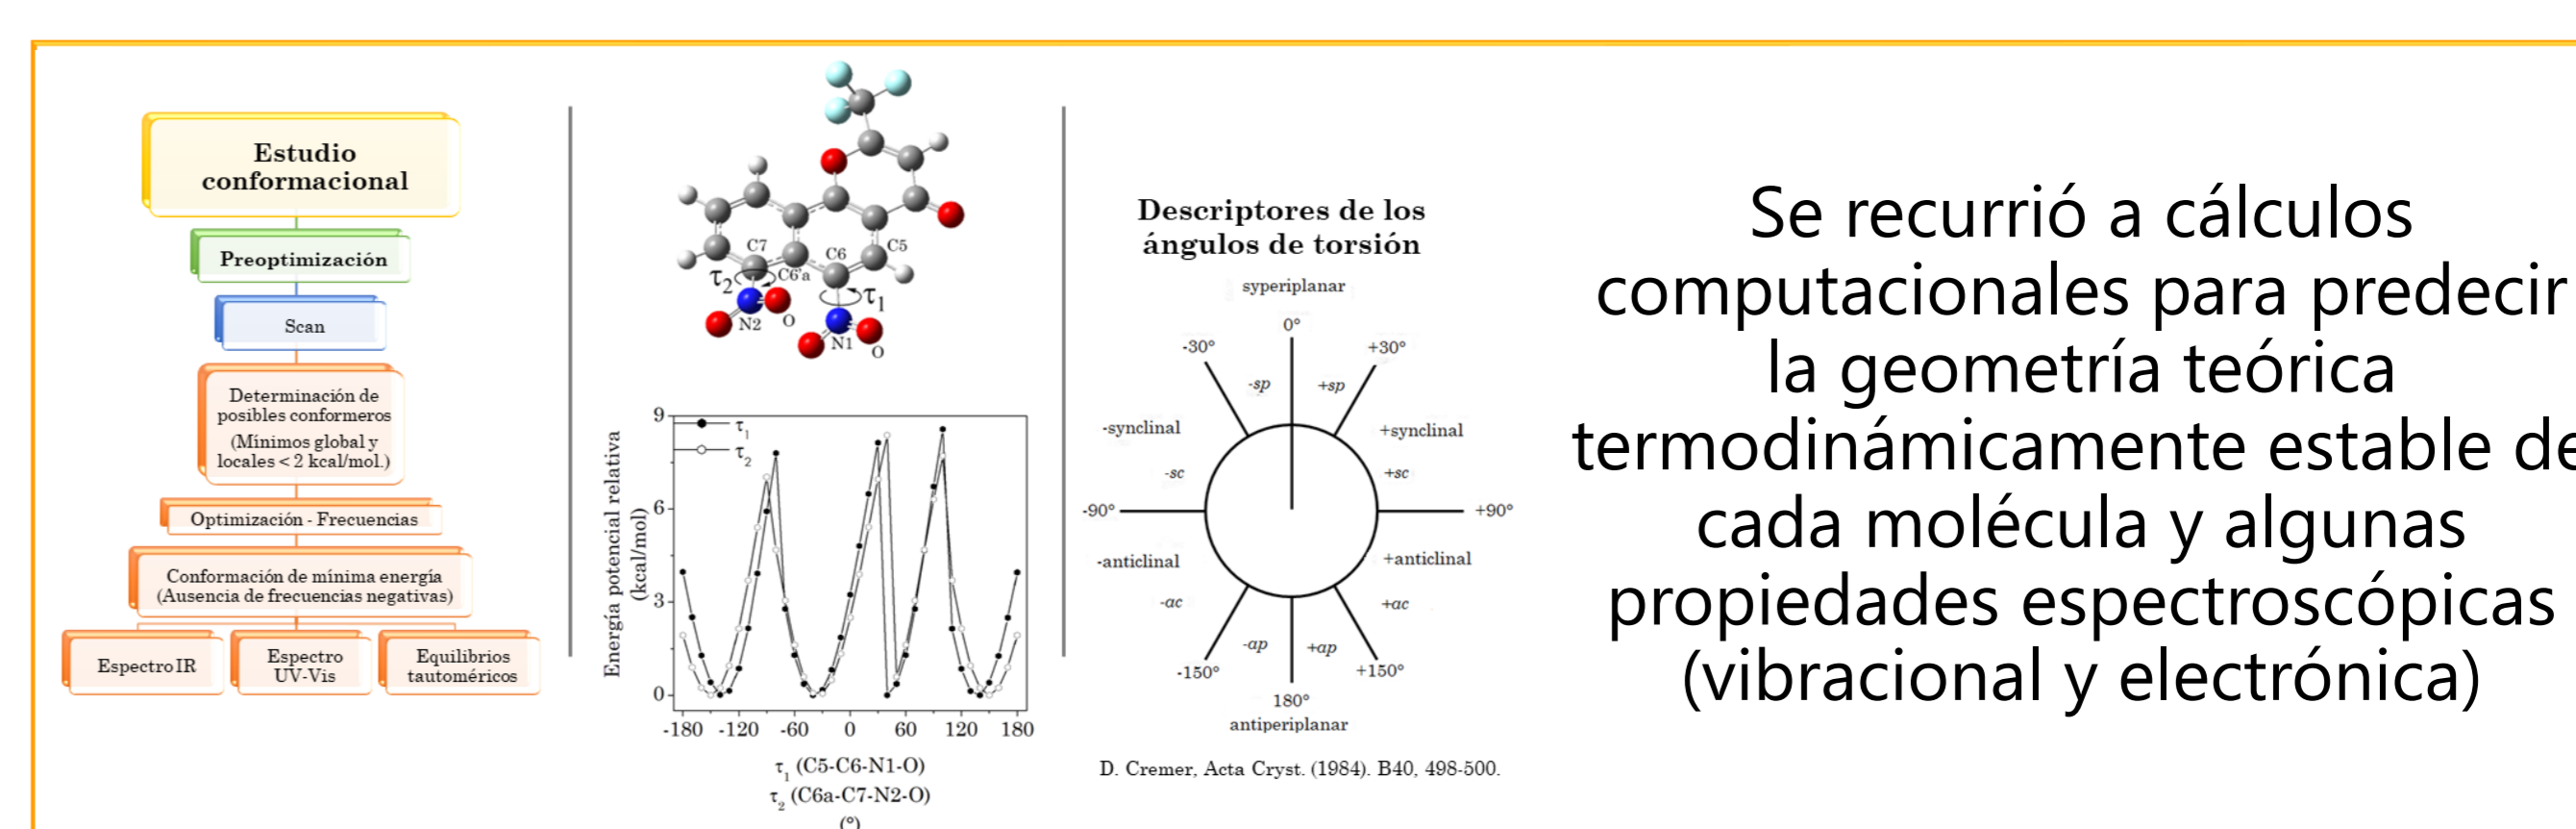 Estudio
conformacional
Preoptimización
Scan
Determinación de
posibles conformeros
(Mínimos global y
locales < 2 kcal/mol.)
Optimización - Frecuencias
Conformación de mínima energía
(Ausencia de frecuencias negativas)
Espectro IR
Espectro
UV-Vis
Equilibrios
tautoméricos
C7
C6'a
C6
C5
τ2
τ1
N2
O
N1
O
Energía potencial relativa
(kcal/mol)
9
6
3
0
τ1
τ2
-180 -120 -60 0 60 120 180
τ1 (C5-C6-N1-O)
τ2 (C6a-C7-N2-O)
(°)
Descriptores de los
ángulos de torsión
syperiplanar
0°
-30° +30°
-sp +sp
-synclinal +synclinal
-sc +sc
-90° +90°
-anticlinal +anticlinal
-ac +ac
-ap +ap
-150° +150°
180°
antiperiplanar
D. Cremer, Acta Cryst. (1984). B40, 498-500.
Se recurrió a cálculos
computacionales para predecir
la geometría teórica
termodinámicamente estable de
cada molécula y algunas
propiedades espectroscópicas
(vibracional y electrónica)